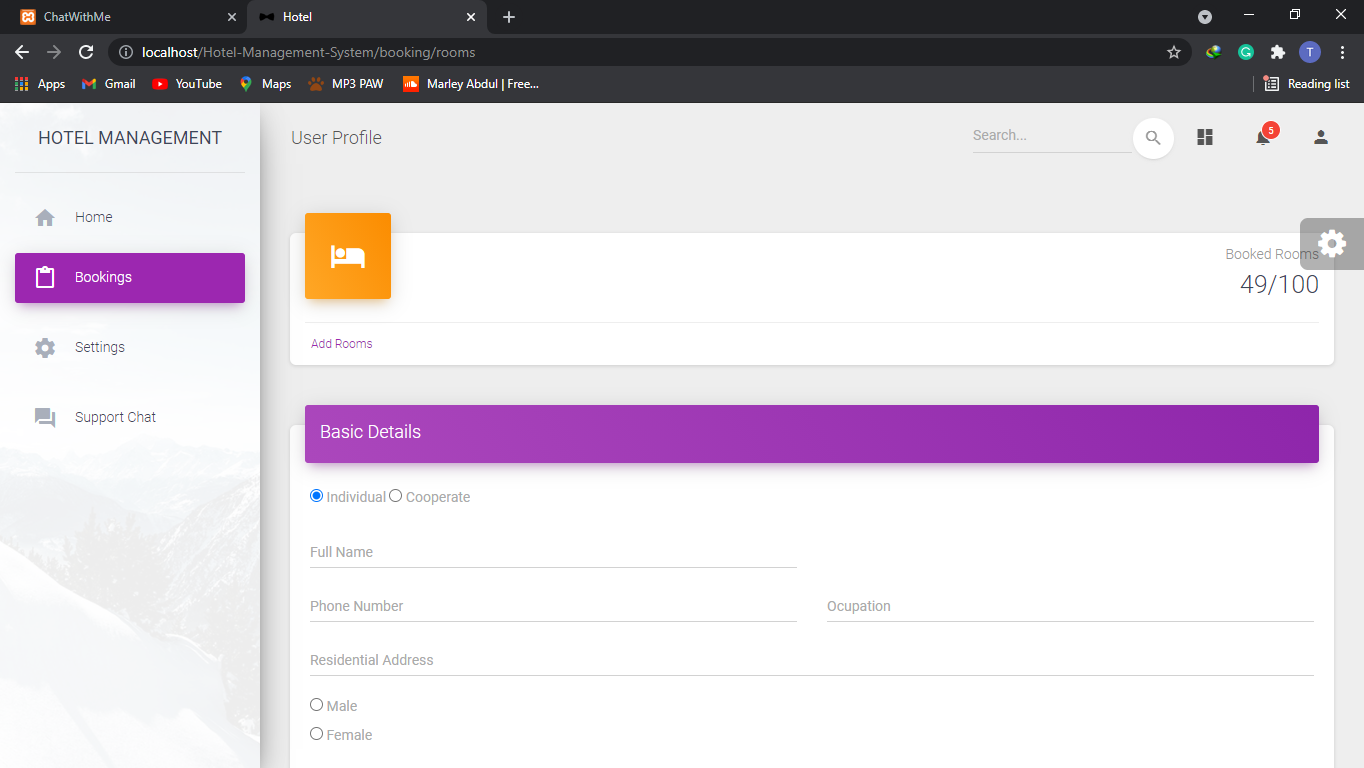 ChatWithMe
Hotel
localhost/Hotel-Management-System/booking/rooms
T
Apps
Gmail
YouTube
Maps
MP3 PAW
Marley Abdul | Free...
Reading list
HOTEL MANAGEMENT
User Profile
Search...
5
Home
Bookings
Settings
Support Chat
Booked Rooms
49/100
Add Rooms
Basic Details
Individual
Cooperate
Full Name
Phone Number
Ocupation
Residential Address
Male
Female